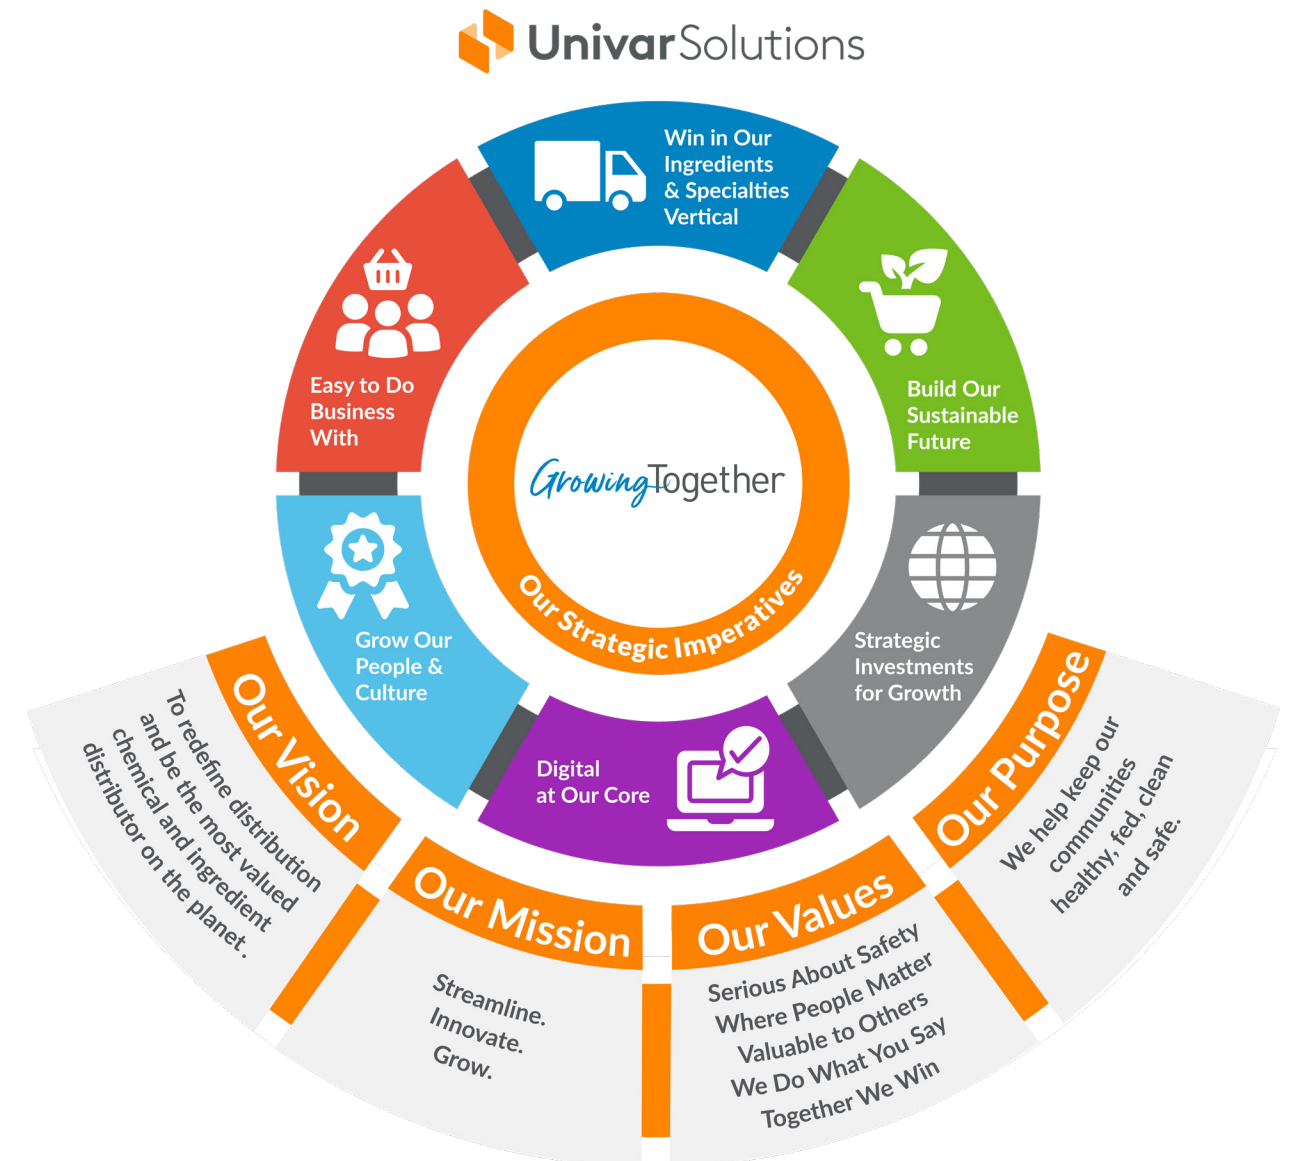 Univar Solutions
Win in Our
Ingredients
& Specialties
Vertical
Build Our
Sustainable
Future
Strategic
Investments
for Growth
Digital
at Our Core
Grow Our
People &
Culture
Easy to Do
Business
With
GrowingTogether
Our Strategic Imperatives
Our Vision
To redefine distribution
and be the most valued
chemical and ingredient
distributor on the planet.
Our Mission
Streamline.
Innovate.
Grow.
Our Values
Serious About Safety
Where People Matter
Valuable to Others
We Do What You Say
Together We Win
Our Purpose
We help keep our
communities
healthy, fed, clean
and safe.